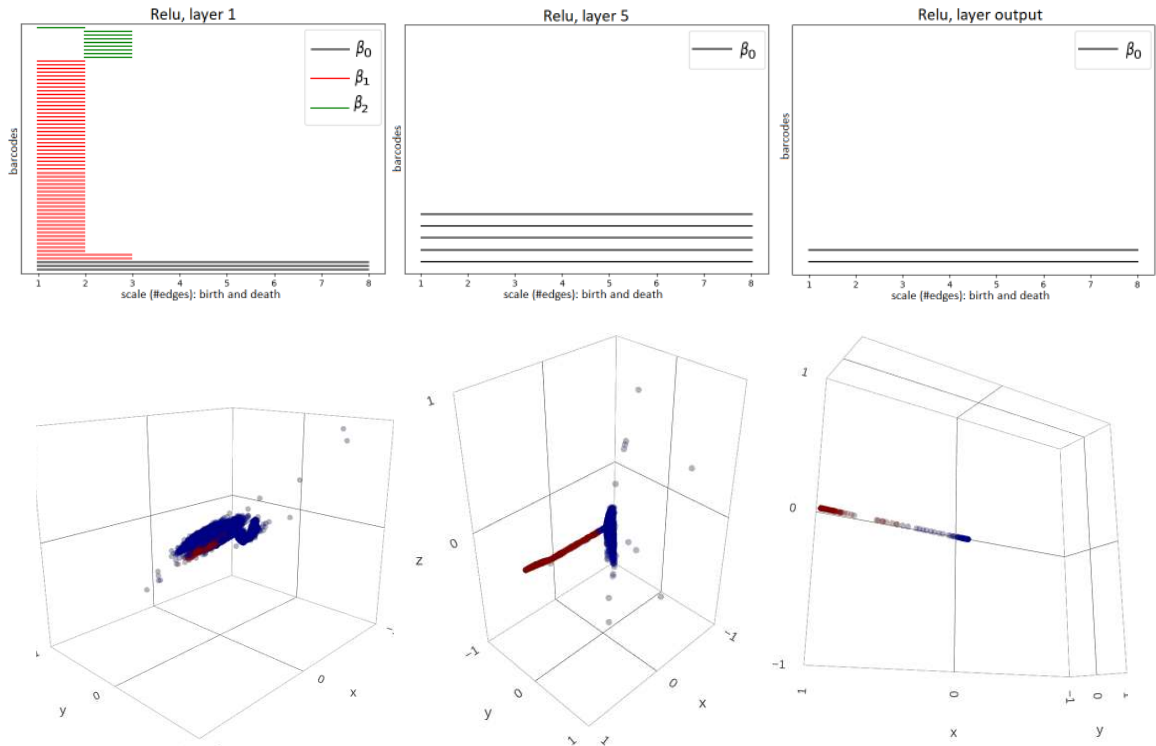 Relu, layer 1
β0
β1
β2
barcodes
1 2 3 4 5 6 7 8
scale (#edges): birth and death
Relu, layer 5
β0
barcodes
1 2 3 4 5 6 7 8
scale (#edges): birth and death
Relu, layer output
β0
barcodes
1 2 3 4 5 6 7 8
scale (#edges): birth and death
y
0
0
x
1
z
0
−1
y
0
1
1
0
x
−1
1
0
−1
1
0
−1
x
0
y